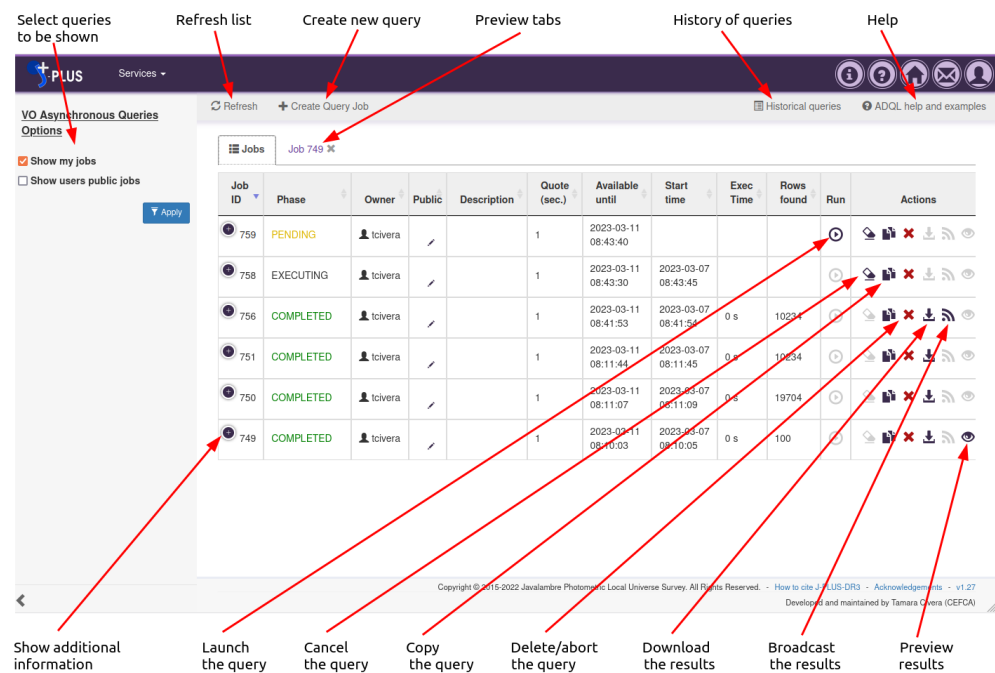 Select queries
to be shown
Refresh list
Create new query
Preview tabs
History of queries
Help
S-PLUS
Services
VO Asynchronous Queries
Options
Show my jobs
Show users public jobs
Apply
Refresh
Create Query Job
Historical queries
ADQL help and examples
Jobs
Job 749
Job ID Phase Owner Public Description Quote (sec.) Available until Start time Exec Time Rows found Run Actions
759 PENDING tcivera 1 2023-03-11 08:43:40
758 EXECUTING tcivera 1 2023-03-11 08:43:30 2023-03-07 08:43:45
756 COMPLETED tcivera 1 2023-03-11 08:41:53 2023-03-07 08:41:54 0 s 10234
751 COMPLETED tcivera 1 2023-03-11 08:11:44 2023-03-07 08:11:45 0 s 10234
750 COMPLETED tcivera 1 2023-03-11 08:11:07 2023-03-07 08:11:09 0 s 19704
749 COMPLETED tcivera 1 2023-03-11 08:10:03 2023-03-07 08:10:05 0 s 100
Copyright © 2015-2022 Javalambre Photometric Local Universe Survey. All Rights Reserved. - How to cite J-PLUS-DR3 - Acknowledgements - v1.27
Developed and maintained by Tamara Civera (CEFCA)
Show additional
information
Launch
the query
Cancel
the query
Copy
the query
Delete/abort
the query
Download
the results
Broadcast
the results
Preview
results